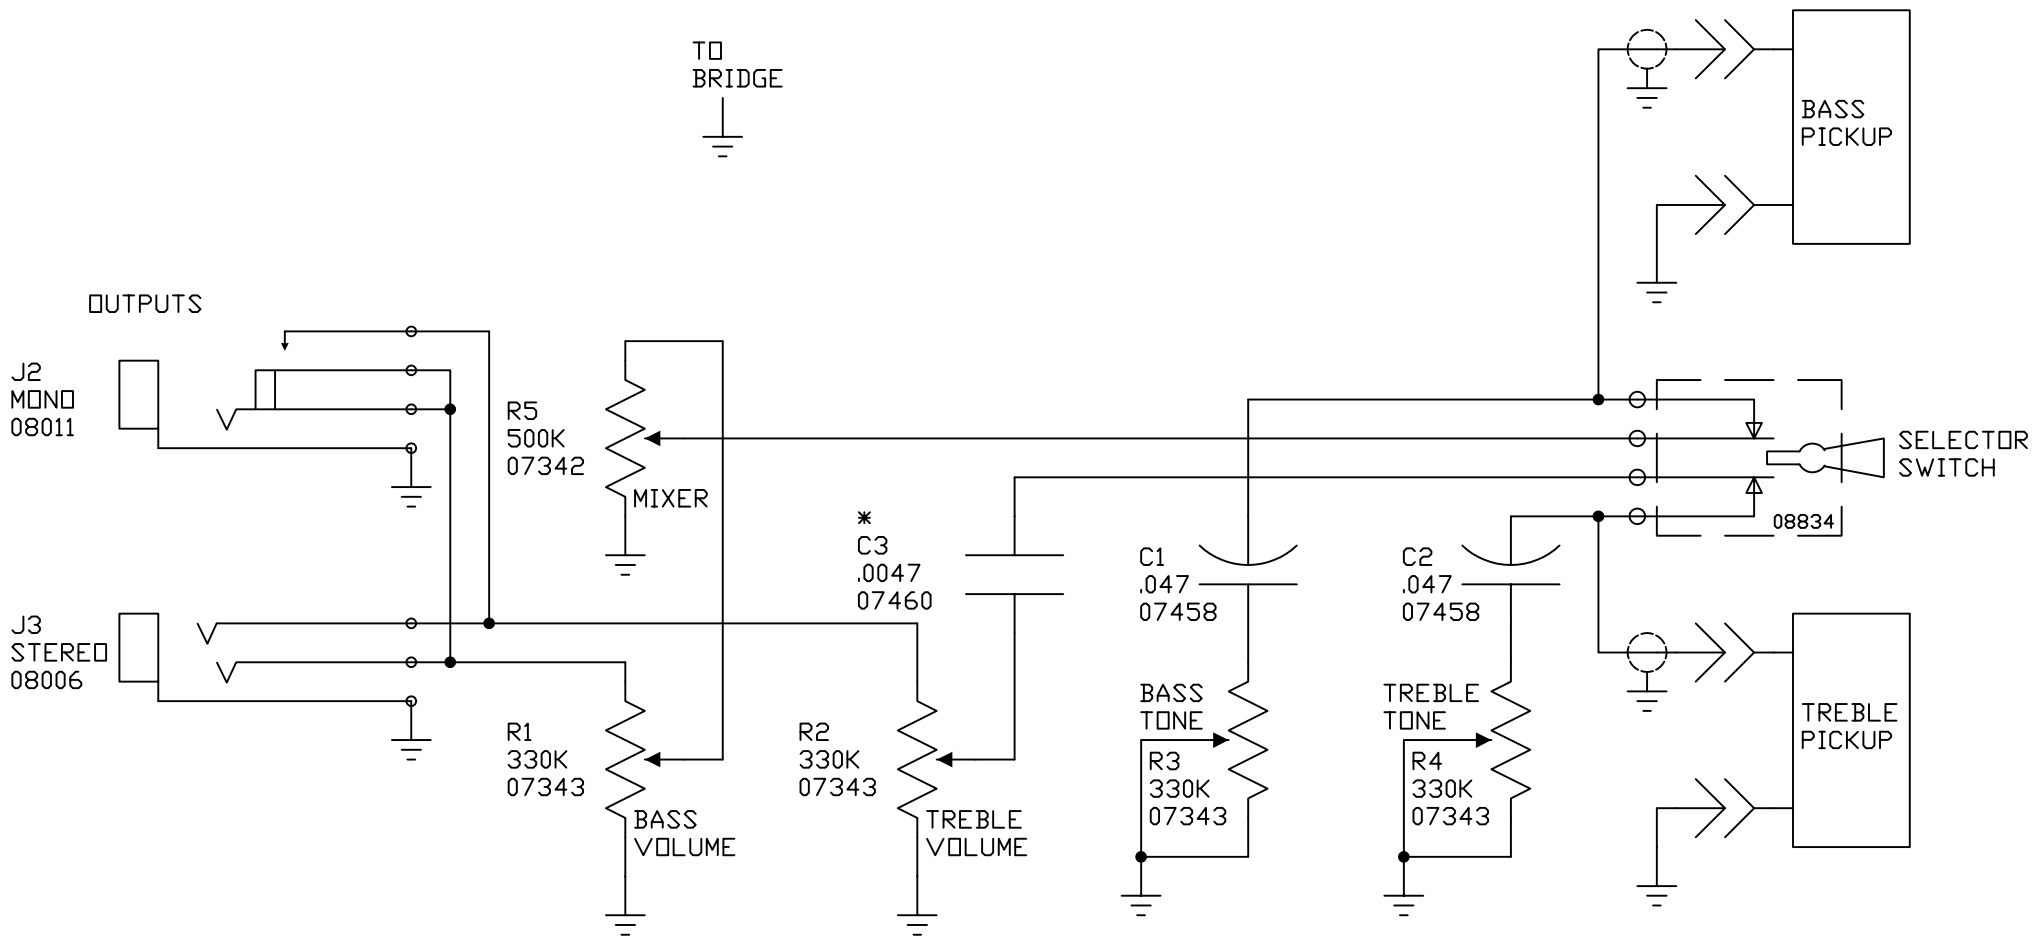 TO
BRIDGE
BASS
PICKUP
OUTPUTS
J2
MONO
08011
R5
500K
07342
MIXER
SELECTOR
SWITCH
08834
*
C3
.0047
07460
C1
.047
07458
C2
.047
07458
J3
STEREO
08006
R1
330K
07343
BASS
VOLUME
R2
330K
07343
TREBLE
VOLUME
BASS
TONE
R3
330K
07343
TREBLE
TONE
R4
330K
07343
TREBLE
PICKUP